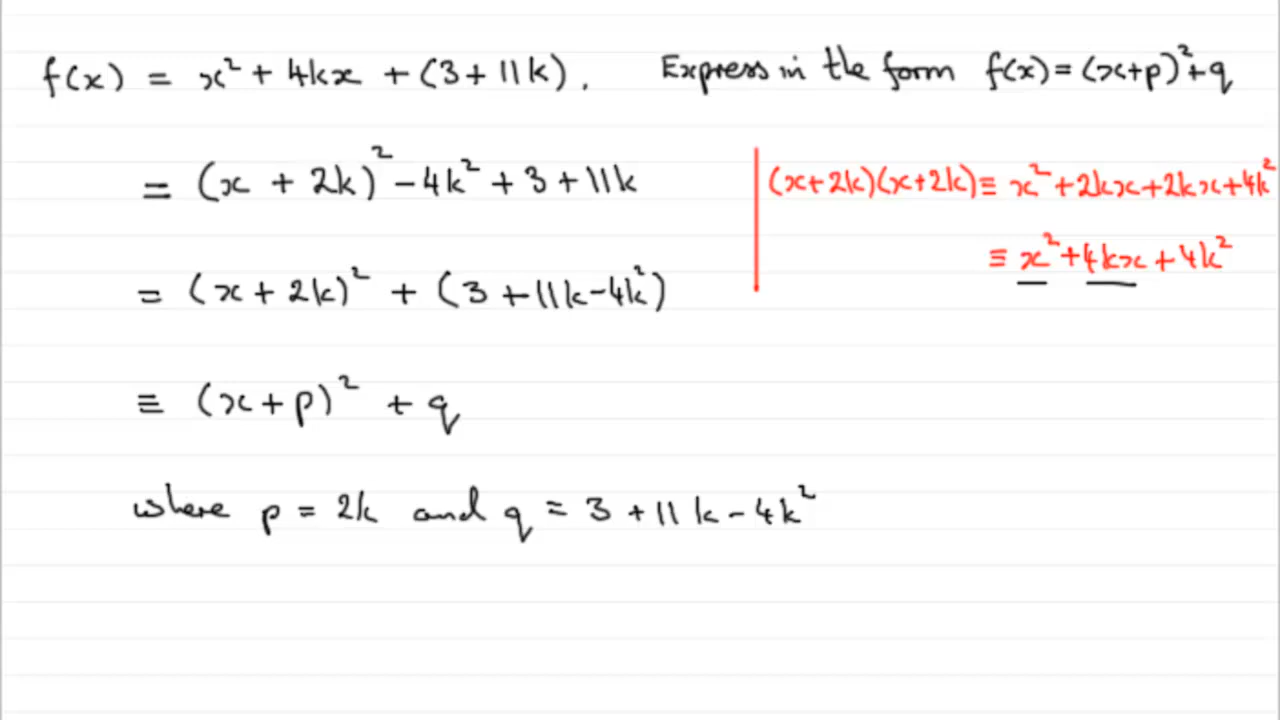 f(x) = x² + 4kx + (3 + 11k). Express in the form f(x) = (x+p)² + q
= (x + 2k)² - 4k² + 3 + 11k
(x+2k)(x+2k) ≡ x² + 2kx + 2kx + 4k²
≡ x² + 4kx + 4k²
= (x + 2k)² + (3 + 11k - 4k²)
≡ (x + p)² + q
where p = 2k and q = 3 + 11k - 4k²